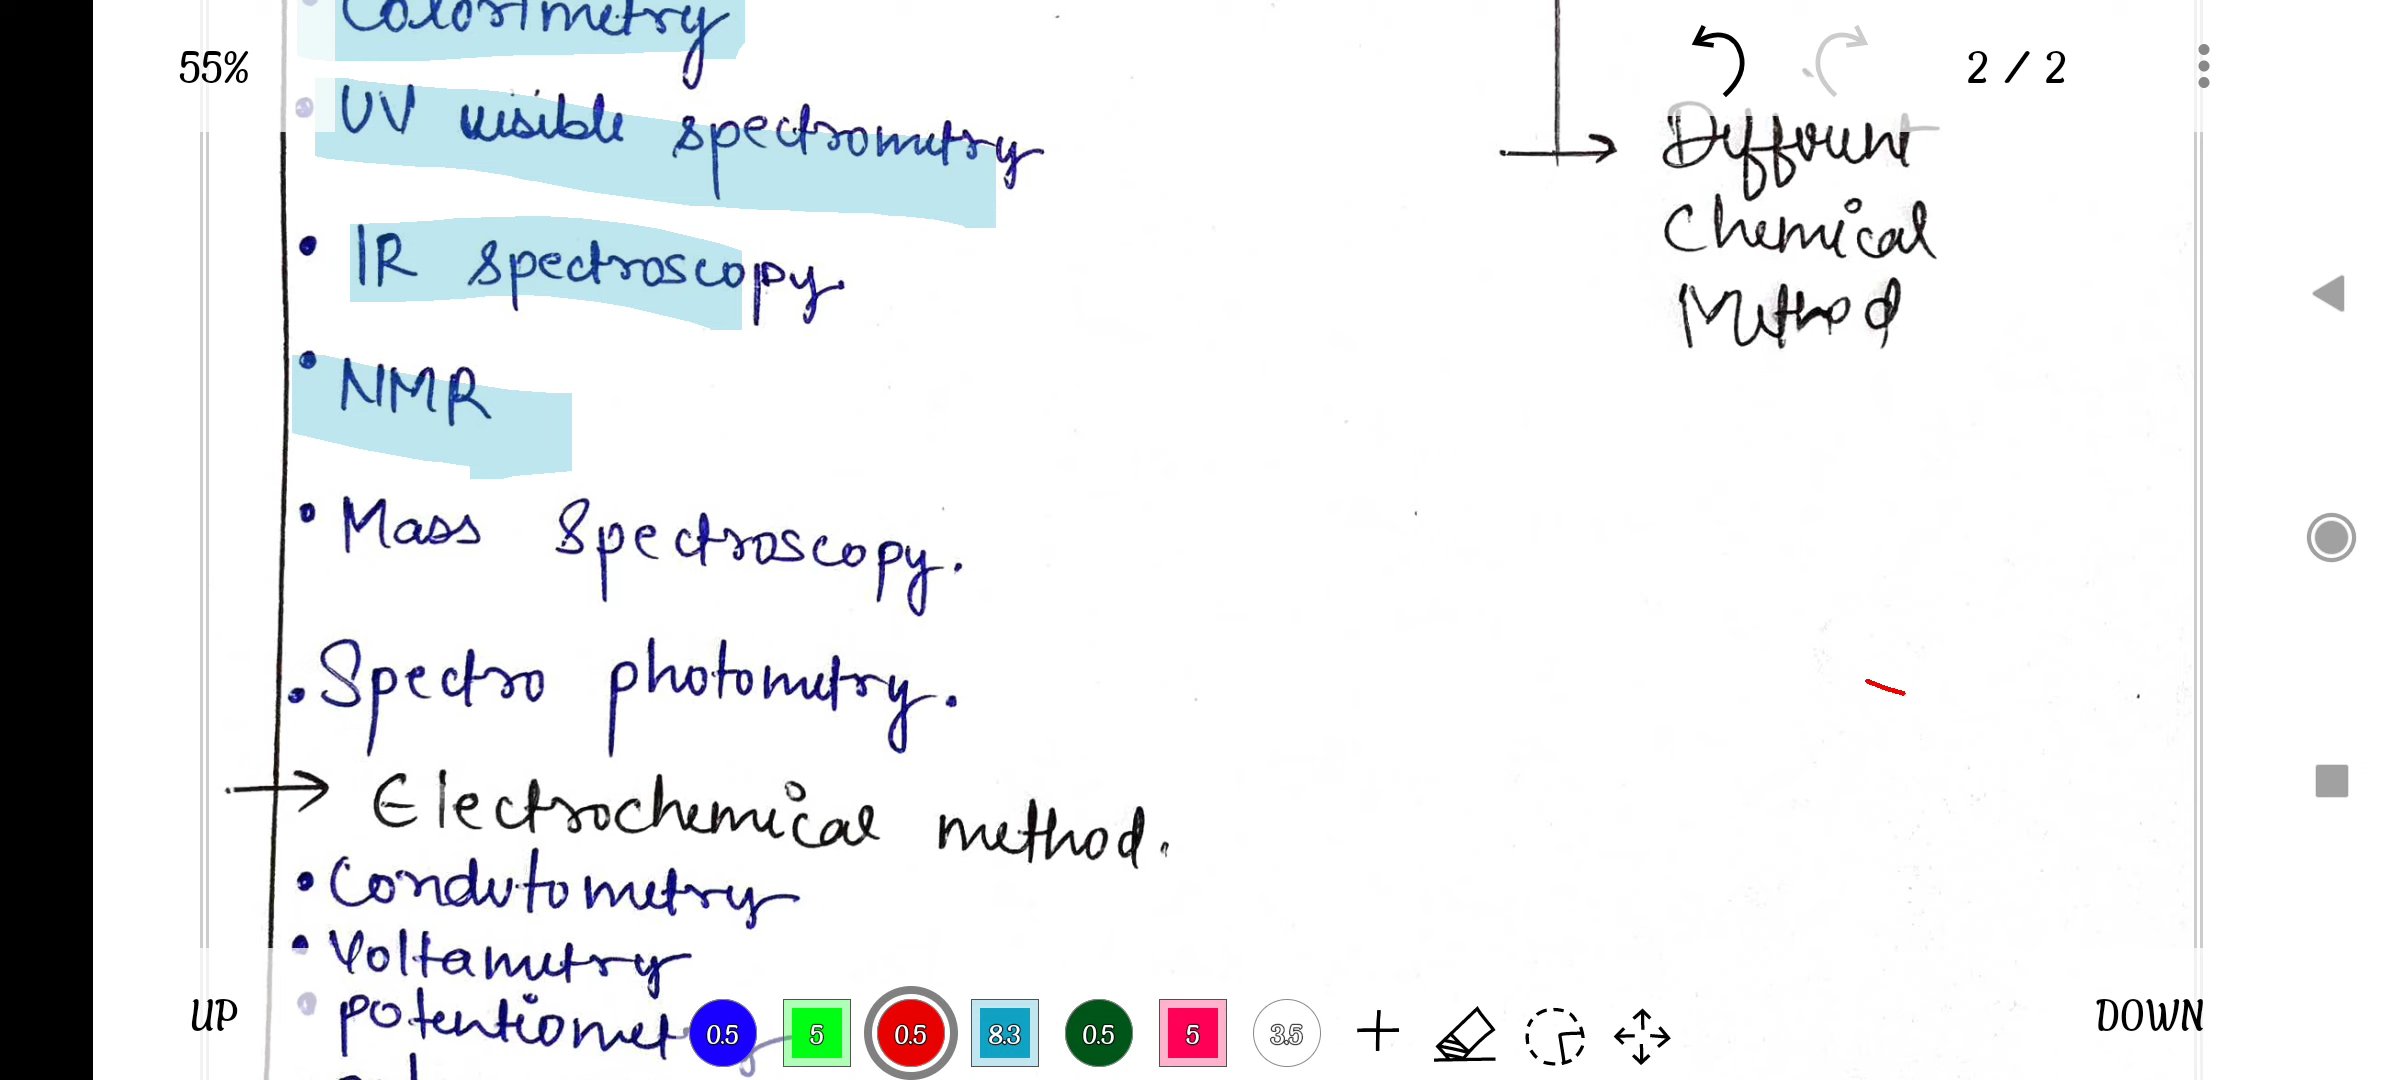 Colorimetry
55%
2 / 2
UV visible spectrometry
Diffrunt
Chemical
Method
IR spectroscopy.
NMR
Mass Spectroscopy.
Spectro photometry.
Electrochemical method.
Condutometry
Voltametry
potentiomet
UP
0.5
5
0.5
8.3
0.5
5
3.5
DOWN